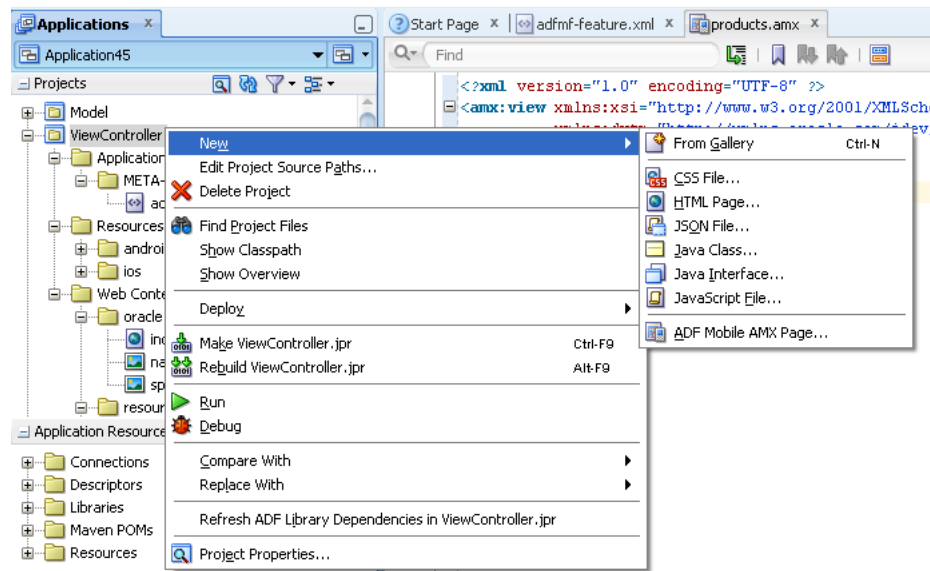 Applications x
Start Page x adfmf-feature.xml x products.amx x
Application45
Find
Projects
<?xml version="1.0" encoding="UTF-8" ?>
Model
<amx:view xmlns:xsi="http://www.w3.org/2001/XMLSche
ViewController
New
From Gallery Ctrl-N
Application
Edit Project Source Paths...
META-
Delete Project
CSS File...
HTML Page...
Resources
Find Project Files
JSON File...
androi
Show Classpath
Java Class...
ios
Show Overview
Java Interface...
Web Conte
JavaScript File...
oracle
Deploy
ADF Mobile AMX Page...
Make ViewController.jpr Ctrl-F9
Rebuild ViewController.jpr Alt-F9
sp
resour
Run
Application Resource
Debug
Connections
Compare With
Descriptors
Replace With
Libraries
Maven POMs
Refresh ADF Library Dependencies in ViewController.jpr
Resources
Project Properties...